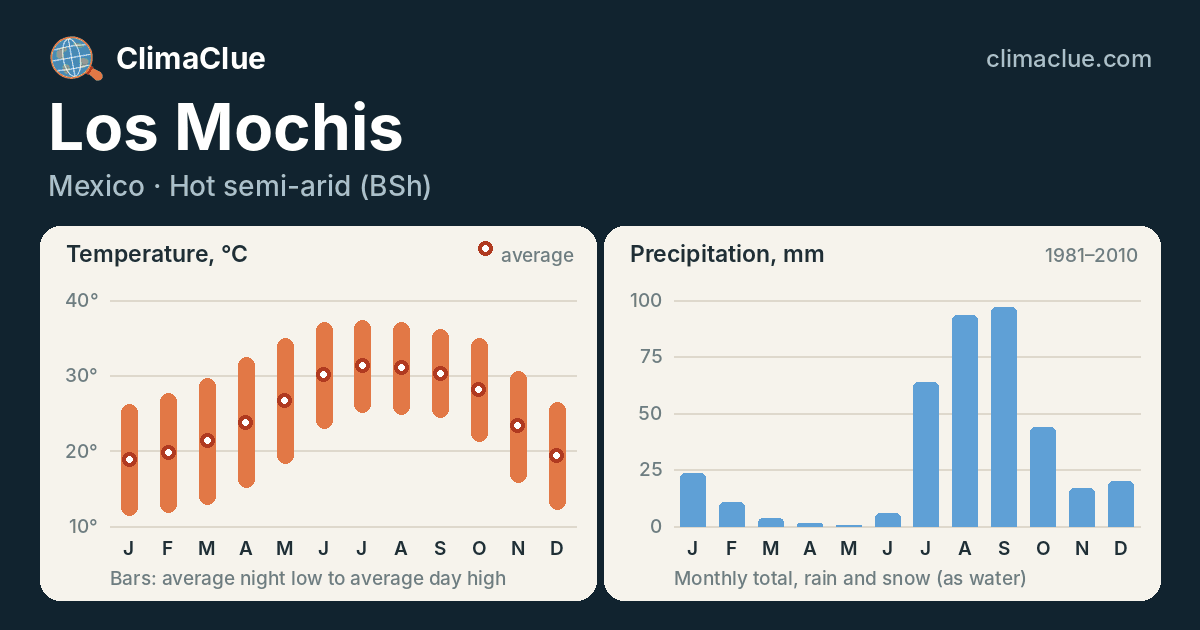 ClimaClue
climaclue.com
Los Mochis
Mexico · Hot semi-arid (BSh)
Temperature, °C
average
40°
30°
20°
10°
J F M A M J J A S O N D
Bars: average night low to average day high
Precipitation, mm
1981–2010
100
75
50
25
0
J F M A M J J A S O N D
Monthly total, rain and snow (as water)